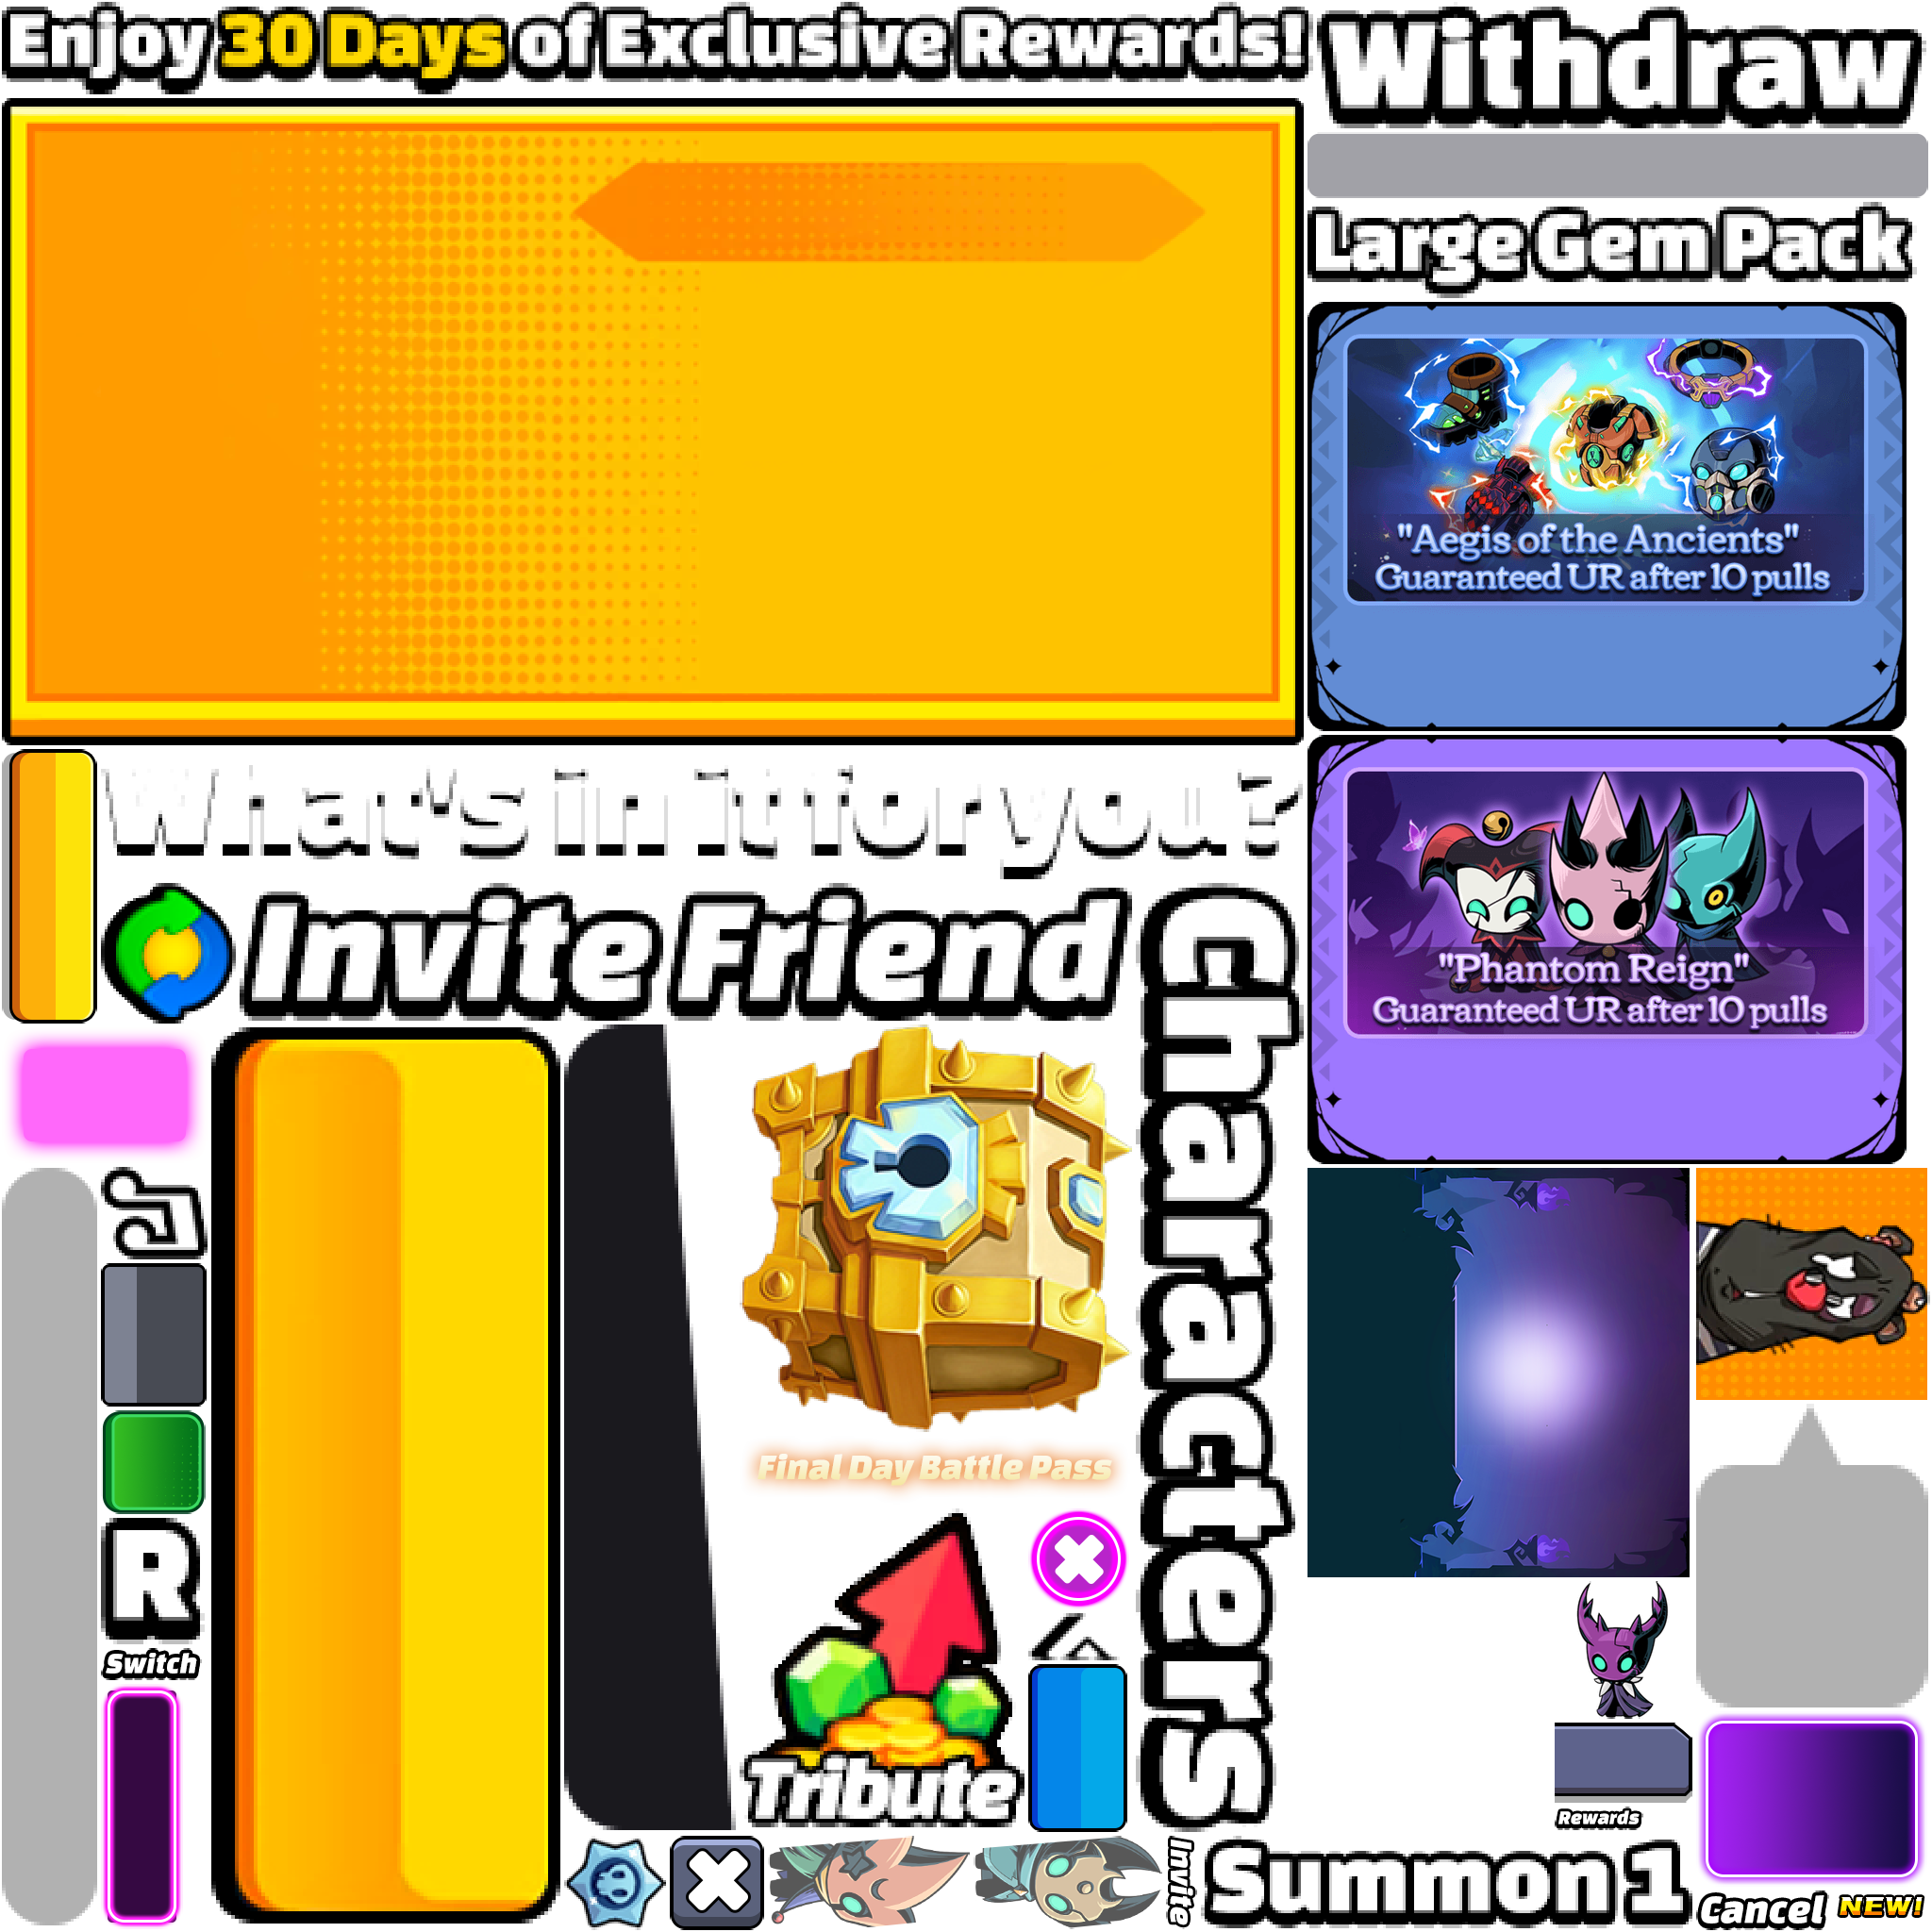 Enjoy 30 Days of Exclusive Rewards!
Withdraw
Large Gem Pack
"Aegis of the Ancients"
Guaranteed UR after 10 pulls
What's in it for you?
"Phantom Reign"
Guaranteed UR after 10 pulls
Invite Friend
Characters
Final Day Battle Pass
R
Switch
Tribute
Rewards
Invite
Summon 1
Cancel
NEW!